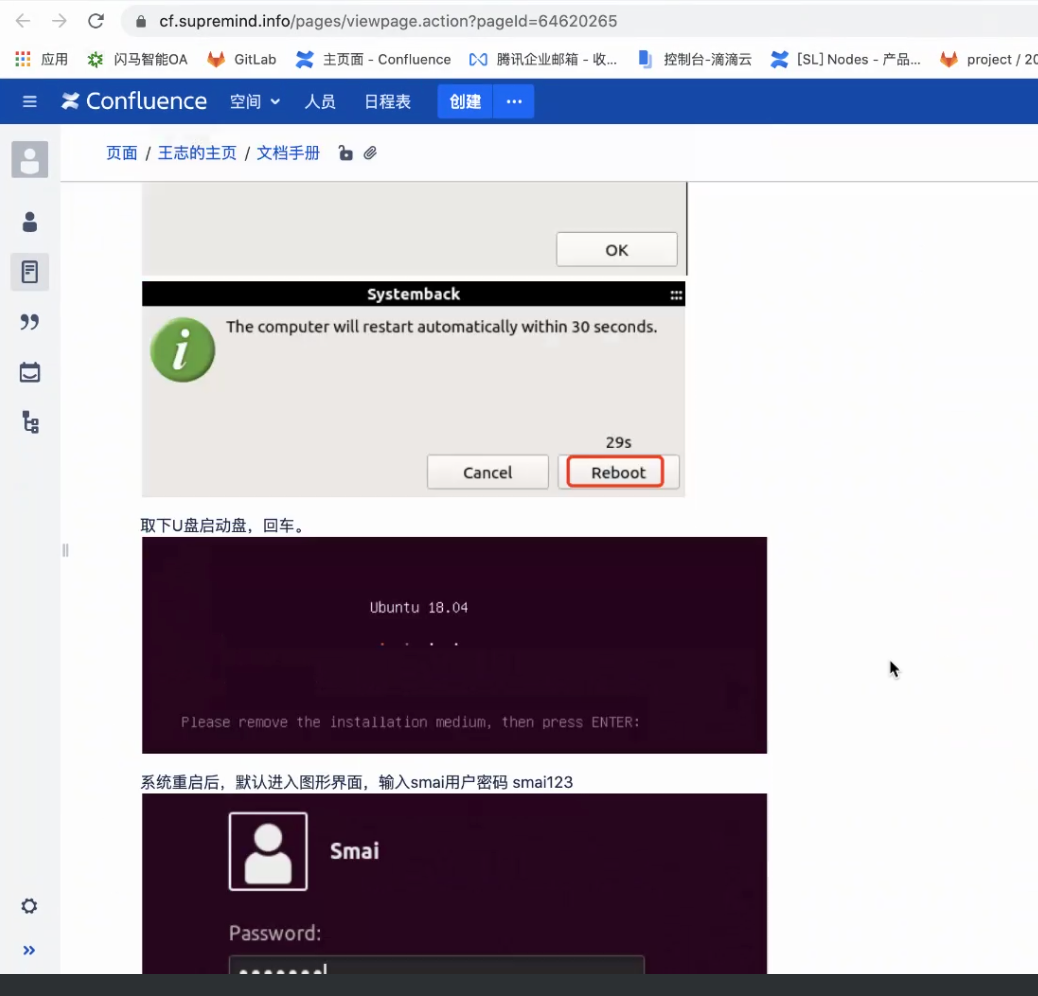 cf.supremind.info/pages/viewpage.action?pageId=64620265
应用 闪马智能OA GitLab 主页面 - Confluence 腾讯企业邮箱 - 收... 控制台-滴滴云 [SL] Nodes - 产品... project / 20
Confluence 空间 人员 日程表 创建 ...
页面 / 王志的主页 / 文档手册
OK
Systemback
The computer will restart automatically within 30 seconds.
29s
Cancel Reboot
取下U盘启动盘，回车。
Ubuntu 18.04
. . . .
Please remove the installation medium, then press ENTER:
系统重启后，默认进入图形界面，输入smai用户密码 smai123
Smai
Password: